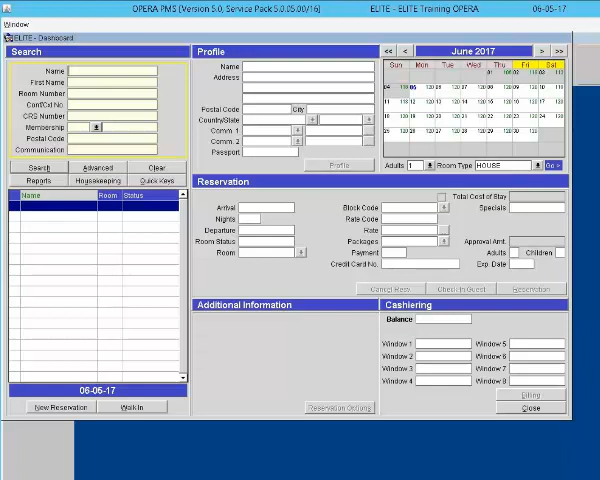 OPERA PMS [Version 5.0, Service Pack 5.0.05.00/16] ELITE - ELITE Training OPERA 06-05-17
Window
ELITE - Dashboard
Search
Name
First Name
Room Number
Conf/Cxl No.
CRS Number
Membership
Postal Code
Communication
Search Advanced Clear
Reports Housekeeping Quick Keys
Name Room Status
06-05-17
New Reservation Walk In
Profile
Name
Address
Postal Code City
Country/State
Comm. 1
Comm. 2
Passport
Profile
<< < June 2017 > >>
Sun Mon Tue Wed Thu Fri Sat
Adults 1 Room Type HOUSE Go >
Reservation
Total Cost of Stay
Arrival Block Code Specials
Nights Rate Code
Departure Rate
Room Status Packages Approval Amt.
Room Payment Adults Children
Credit Card No. Exp. Date
Cancel Resv Check In Guest Reservation
Additional Information
Reservation Options
Cashiering
Balance
Window 1 Window 5
Window 2 Window 6
Window 3 Window 7
Window 4 Window 8
Billing
Close